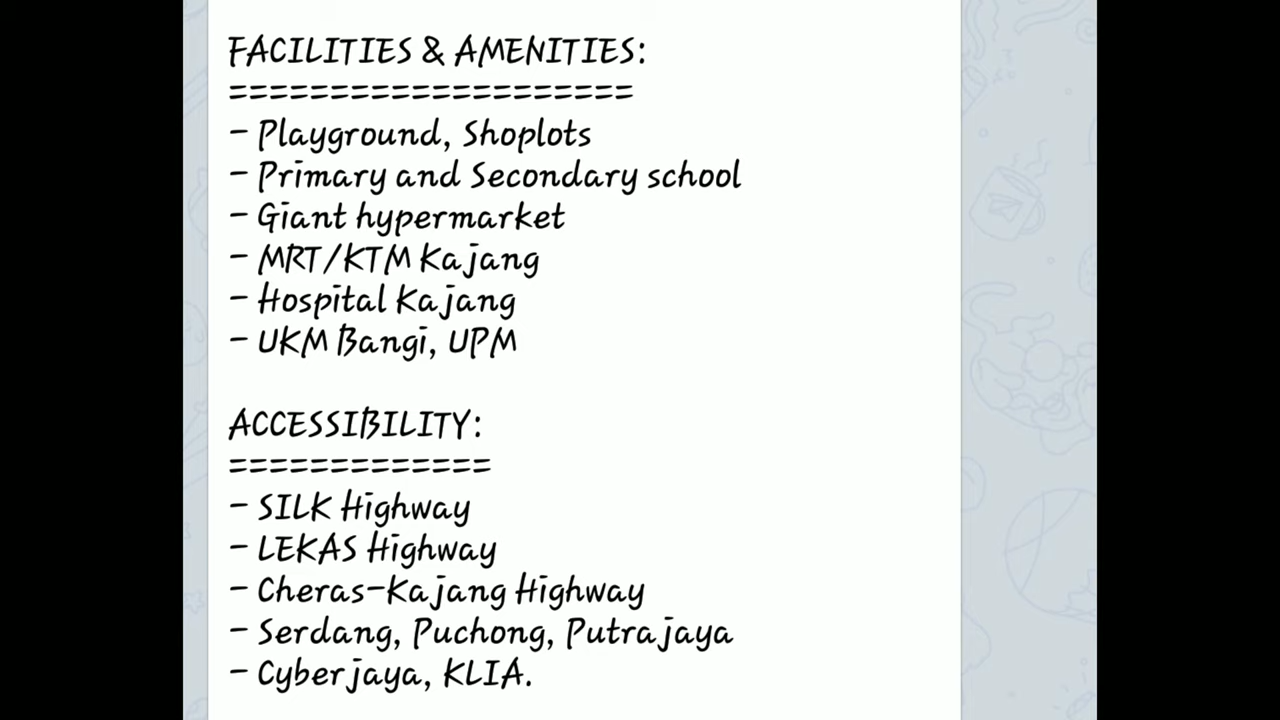 FACILITIES & AMENITIES:
====================
- Playground, Shoplots
- Primary and Secondary school
- Giant hypermarket
- MRT/KTM Kajang
- Hospital Kajang
- UKM Bangi, UPM
ACCESSIBILITY:
=============
- SILK Highway
- LEKAS Highway
- Cheras-Kajang Highway
- Serdang, Puchong, Putrajaya
- Cyberjaya, KLIA.